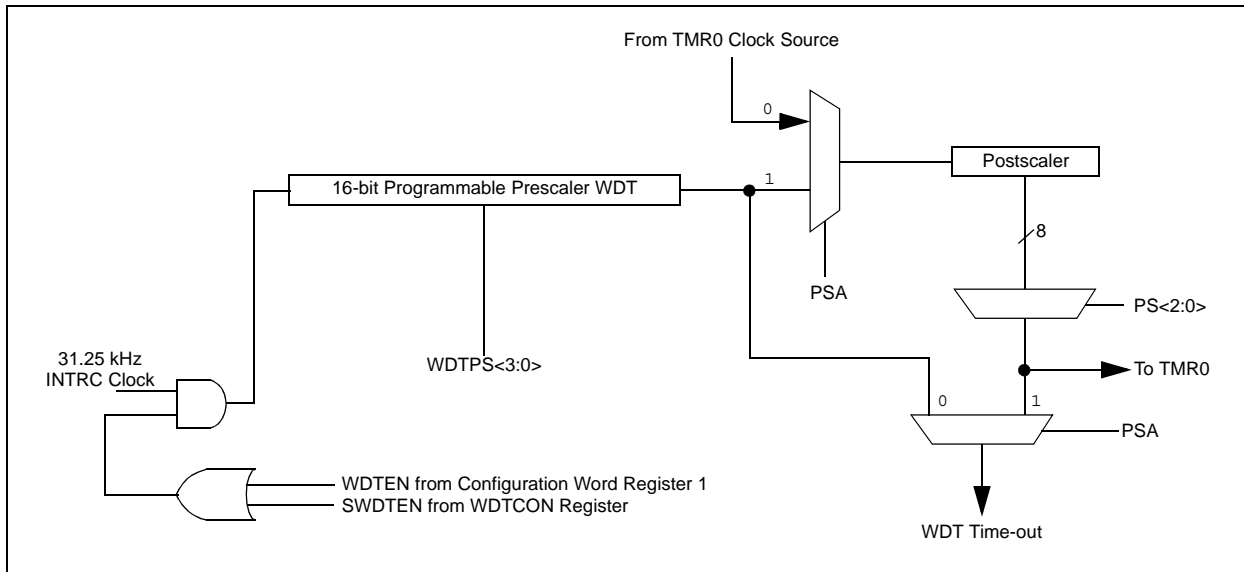 From TMR0 Clock Source
0
1
16-bit Programmable Prescaler WDT
Postscaler
8
PSA
PS<2:0>
31.25 kHz
INTRC Clock
WDTPS<3:0>
To TMR0
0
1
PSA
WDTEN from Configuration Word Register 1
SWDTEN from WDTCON Register
WDT Time-out